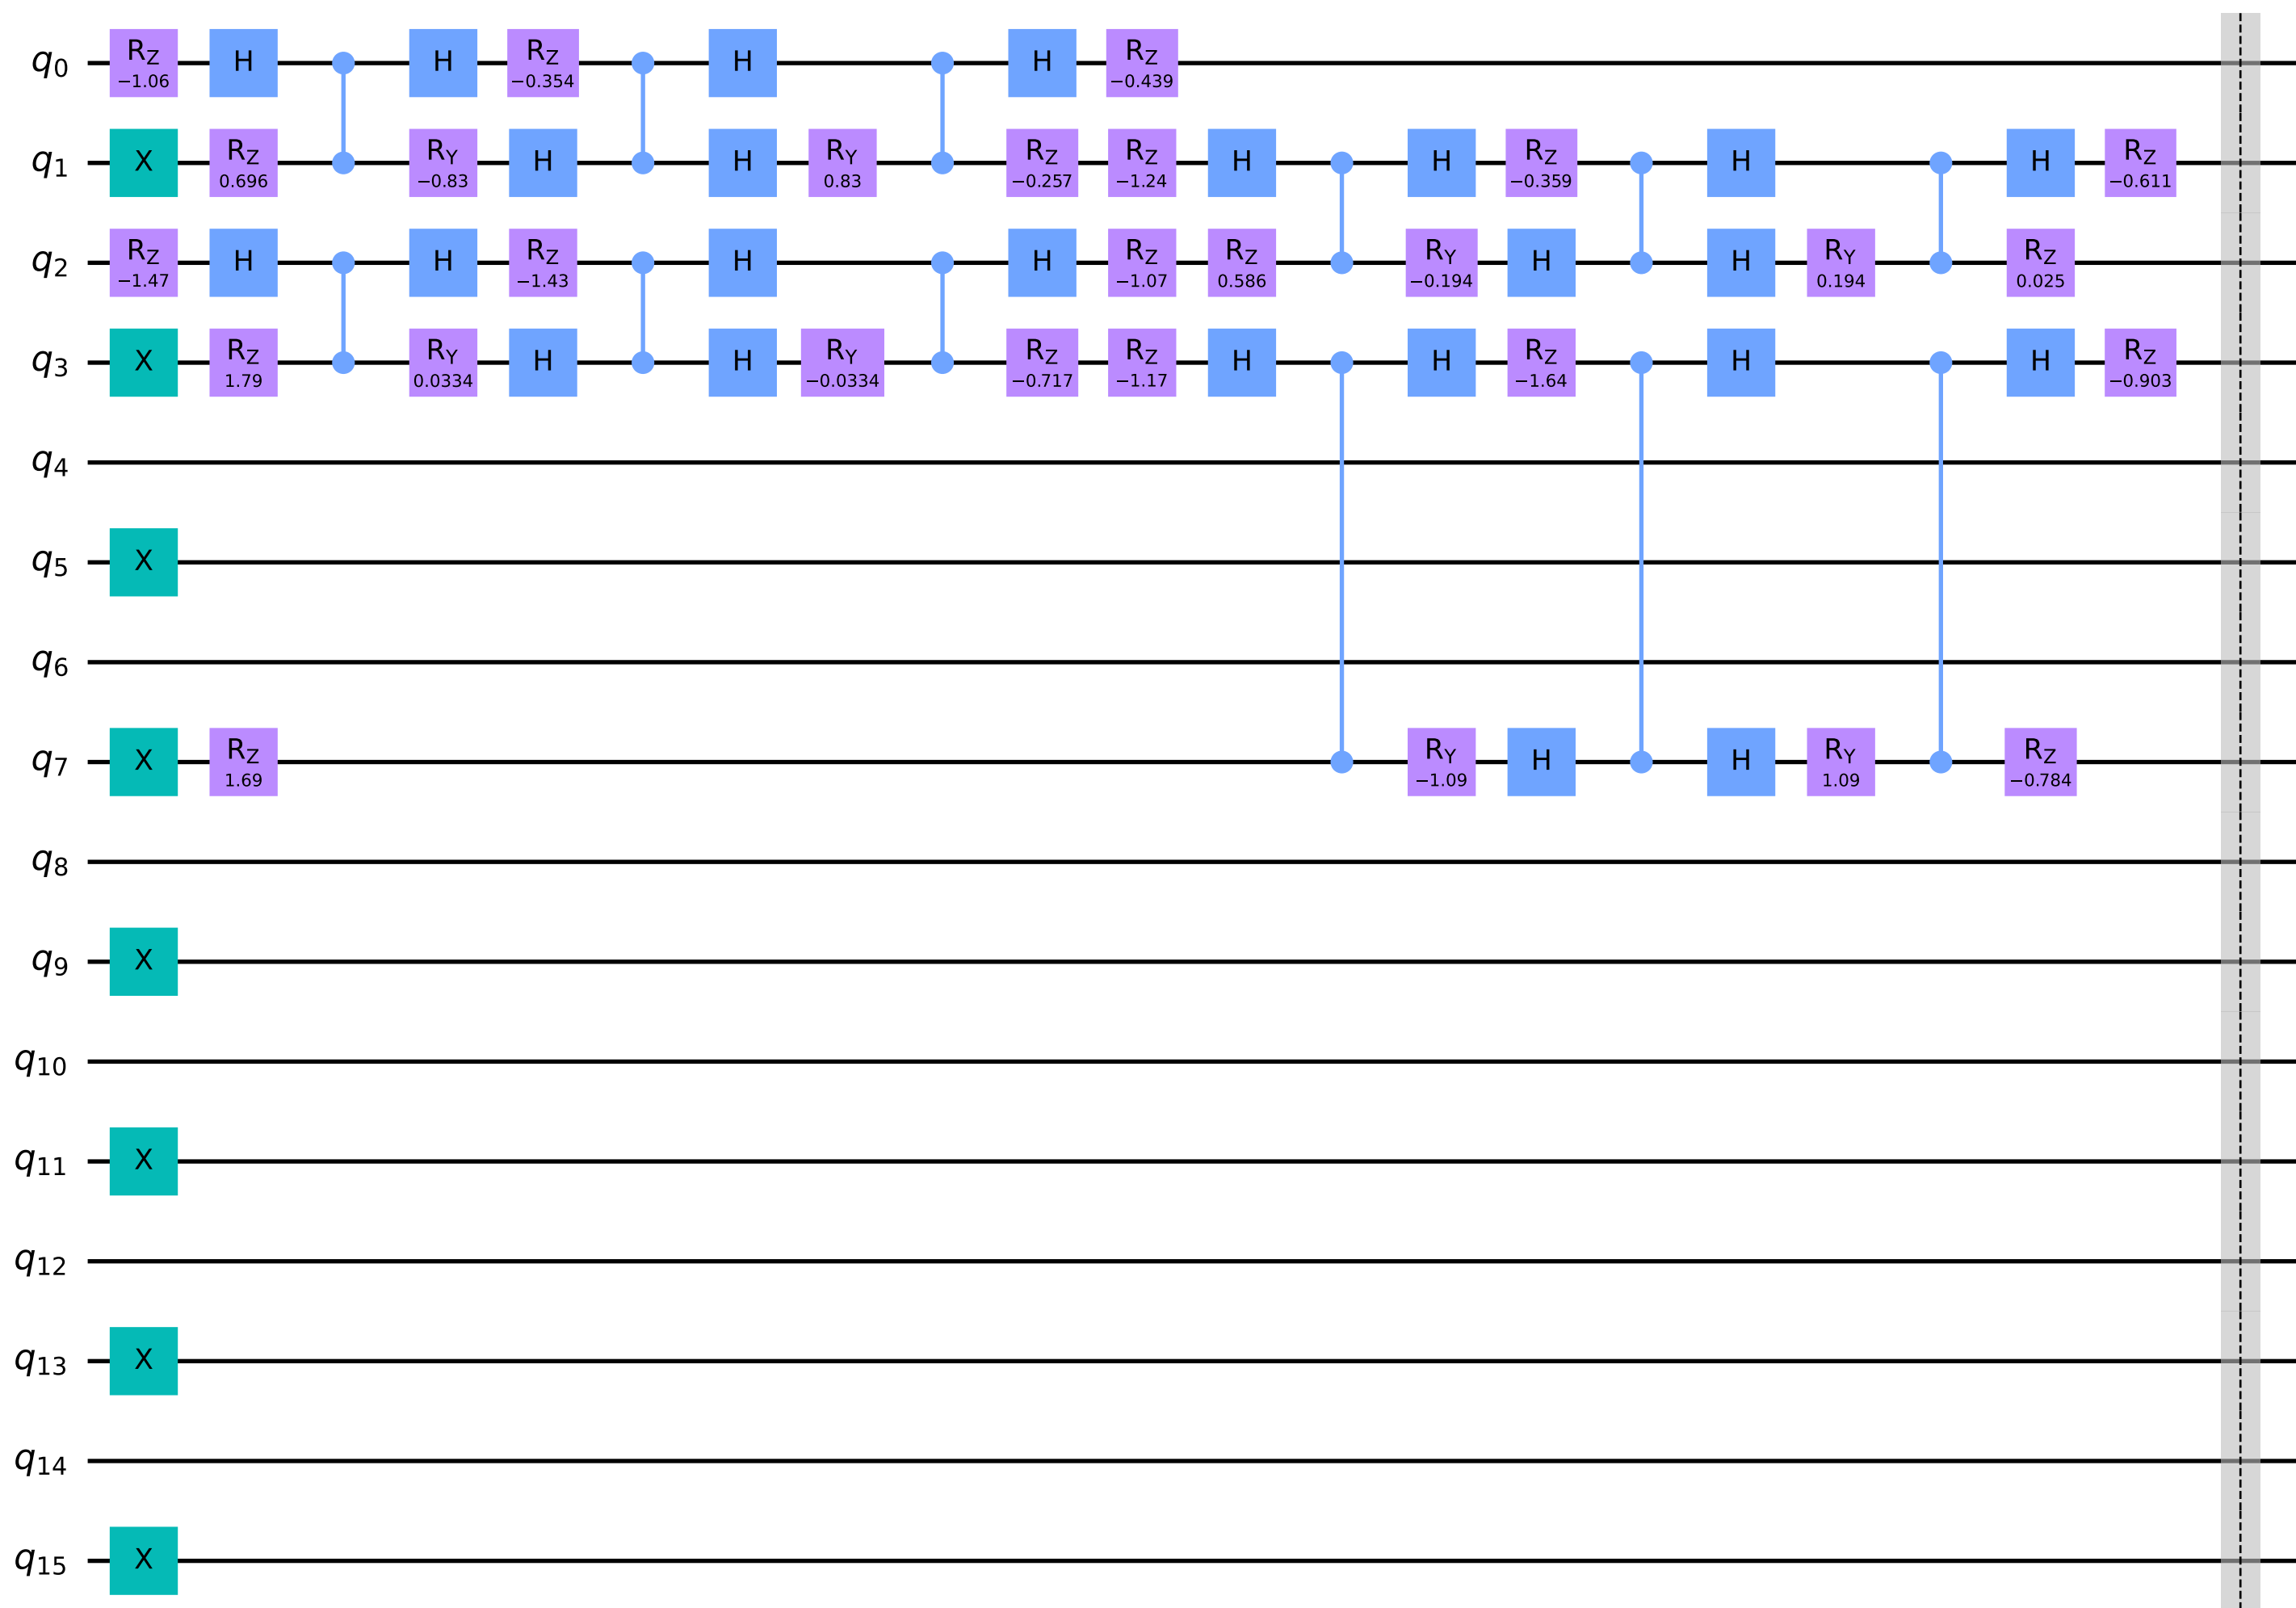 q0 RZ −1.06 H H RZ −0.354 H H RZ −0.439
q1 X RZ 0.696 RY −0.83 H H RY 0.83 RZ −0.257 RZ −1.24 H H RZ −0.359 H H RZ −0.611
q2 RZ −1.47 H H RZ −1.43 H H RZ −1.07 RZ 0.586 RY −0.194 H H RY 0.194 RZ 0.025
q3 X RZ 1.79 RY 0.0334 H H RY −0.0334 RZ −0.717 RZ −1.17 H H RZ −1.64 H H RZ −0.903
q4
q5 X
q6
q7 X RZ 1.69 RY −1.09 H H RY 1.09 RZ −0.784
q8
q9 X
q10
q11 X
q12
q13 X
q14
q15 X